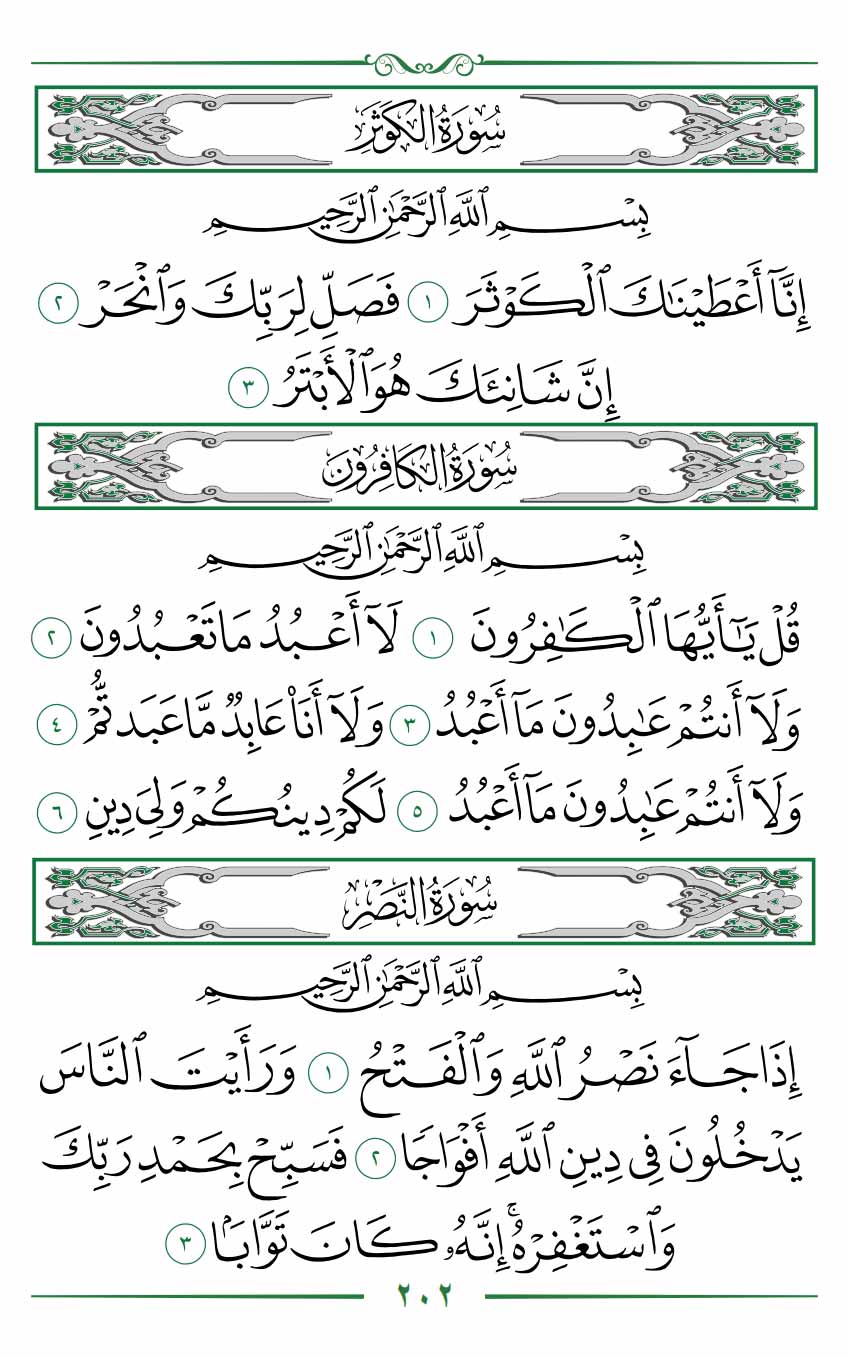 سُورَةُ الكَوْثَرِ
بِسْمِ ٱللَّهِ ٱلرَّحْمَٰنِ ٱلرَّحِيمِ
إِنَّآ أَعْطَيْنَٰكَ ٱلْكَوْثَرَ ١ فَصَلِّ لِرَبِّكَ وَٱنْحَرْ ٢
إِنَّ شَانِئَكَ هُوَ ٱلْأَبْتَرُ ٣
سُورَةُ الكَافِرُونَ
بِسْمِ ٱللَّهِ ٱلرَّحْمَٰنِ ٱلرَّحِيمِ
قُلْ يَٰٓأَيُّهَا ٱلْكَٰفِرُونَ ١ لَآ أَعْبُدُ مَا تَعْبُدُونَ ٢
وَلَآ أَنتُمْ عَٰبِدُونَ مَآ أَعْبُدُ ٣ وَلَآ أَنَا۠ عَابِدٌ مَّا عَبَدتُّمْ ٤
وَلَآ أَنتُمْ عَٰبِدُونَ مَآ أَعْبُدُ ٥ لَكُمْ دِينُكُمْ وَلِىَ دِينِ ٦
سُورَةُ النَّصْرِ
بِسْمِ ٱللَّهِ ٱلرَّحْمَٰنِ ٱلرَّحِيمِ
إِذَا جَآءَ نَصْرُ ٱللَّهِ وَٱلْفَتْحُ ١ وَرَأَيْتَ ٱلنَّاسَ
يَدْخُلُونَ فِى دِينِ ٱللَّهِ أَفْوَاجًا ٢ فَسَبِّحْ بِحَمْدِ رَبِّكَ
وَٱسْتَغْفِرْهُ ۚ إِنَّهُۥ كَانَ تَوَّابًۢا ٣
٢٠٢